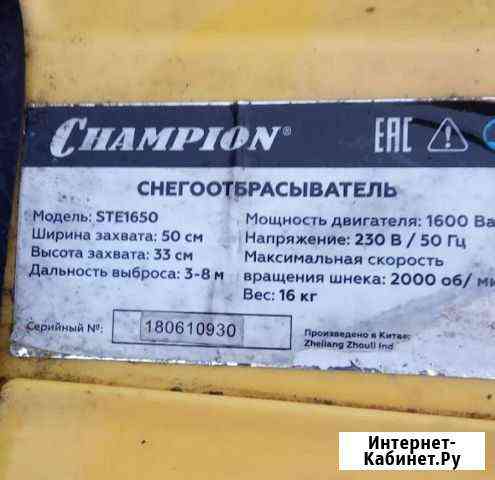 CHAMPION®
EAC
СНЕГООТБРАСЫВАТЕЛЬ
Модель: STE1650
Ширина захвата: 50 см
Высота захвата: 33 см
Дальность выброса: 3-8 м
Мощность двигателя: 1600 Ва
Напряжение: 230 В / 50 Гц
Максимальная скорость
вращения шнека: 2000 об/ ми
Вес: 16 кг
Серийный №: 180610930
Произведено в Китае
Zhejiang Zhouli Ind
Интернет-
Кабинет.Ру